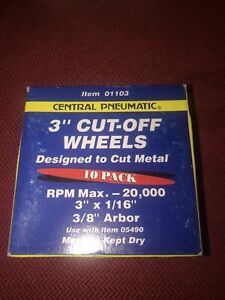 Item 01103
CENTRAL PNEUMATIC®
3" CUT-OFF
WHEELS
Designed to Cut Metal
10 PACK
RPM Max. – 20,000
3" x 1/16"
3/8" Arbor
Use with Item 05490
Kept Dry